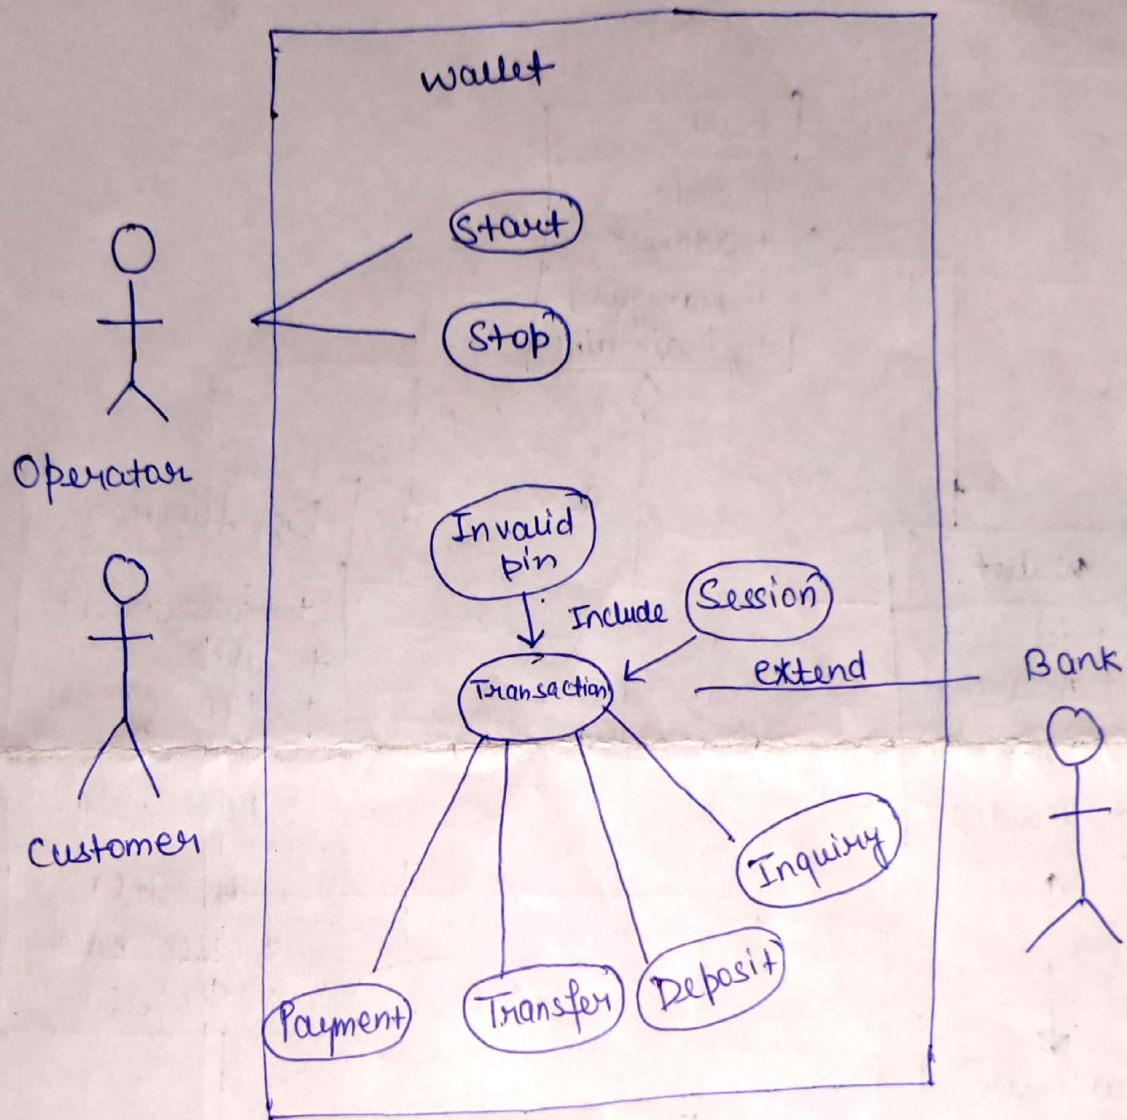 Wallet
Start
Stop
Operatar
Invalid
pin
Include
Session
Transaction
extend
Bank
Customer
Inquiry
Payment
Transfer
Deposit